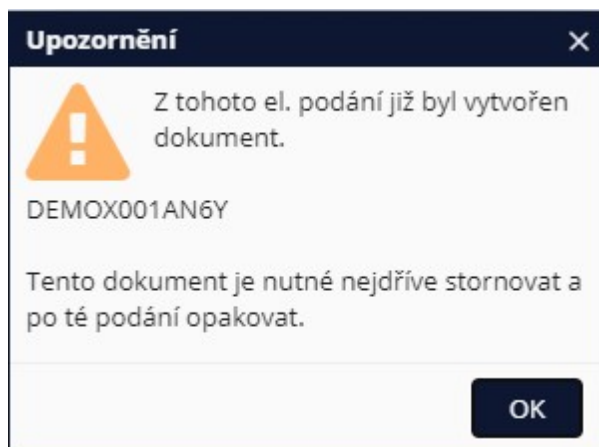 Upozornění
Z tohoto el. podání již byl vytvořen
dokument.
DEMOX001AN6Y
Tento dokument je nutné nejdříve stornovat a
po té podání opakovat.
OK